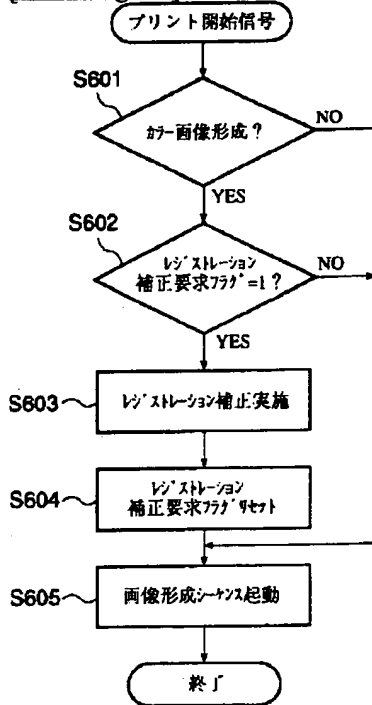 プリント開始信号
S601
カラー画像形成?
NO
YES
S602
レジストレーション
補正要求フラグ=1?
NO
YES
S603
レジストレーション補正実施
S604
レジストレーション
補正要求フラグリセット
S605
画像形成シーケンス起動
終了